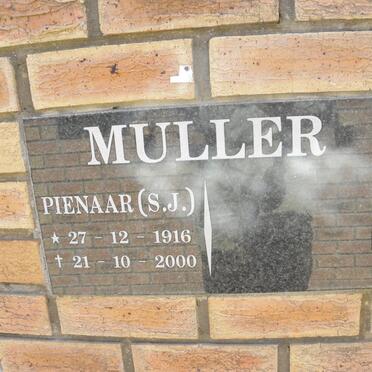 MULLER
PIENAAR (S.J.)
★ 27 - 12 - 1916
† 21 - 10 - 2000